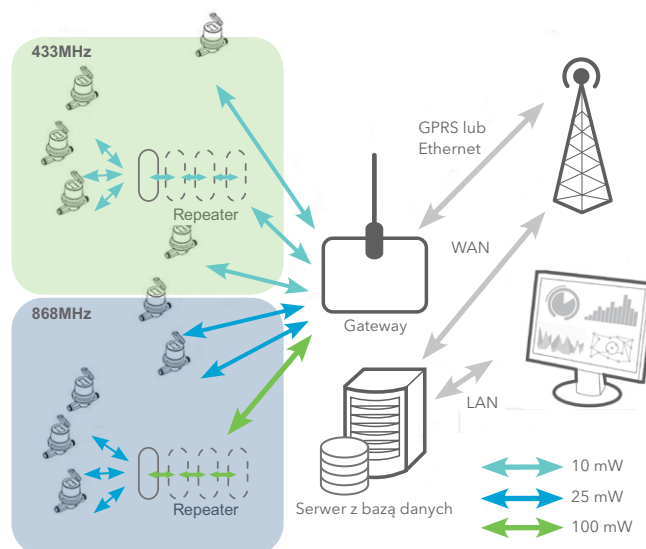 433MHz
Repeater
868MHz
Repeater
GPRS lub
Ethernet
WAN
Gateway
LAN
Serwer z bazą danych
10 mW
25 mW
100 mW